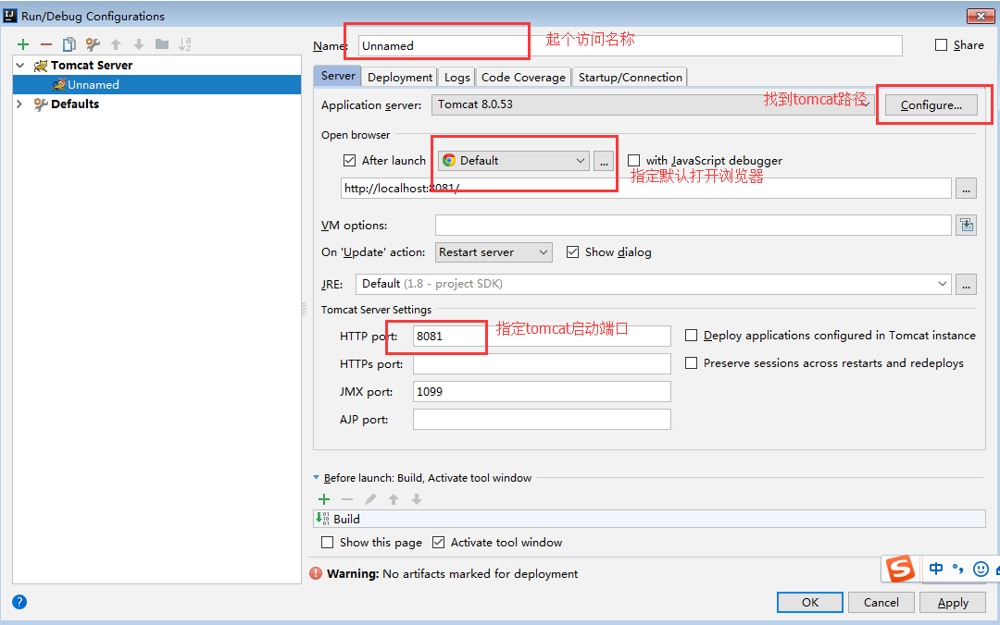 Run/Debug Configurations
Tomcat Server
Unnamed
Defaults
Name: Unnamed 起个访问名称 Share
Server Deployment Logs Code Coverage Startup/Connection
Application server: Tomcat 8.0.53 找到tomcat路径 Configure...
Open browser
After launch Default ... with JavaScript debugger
指定默认打开浏览器
http://localhost:8081/ ...
VM options:
On 'Update' action: Restart server Show dialog
JRE: Default (1.8 - project SDK) ...
Tomcat Server Settings
HTTP port: 8081 指定tomcat启动端口 Deploy applications configured in Tomcat instance
HTTPs port: Preserve sessions across restarts and redeploys
JMX port: 1099
AJP port:
Before launch: Build, Activate tool window
Build
Show this page Activate tool window
Warning: No artifacts marked for deployment
S 中
? OK Cancel Apply